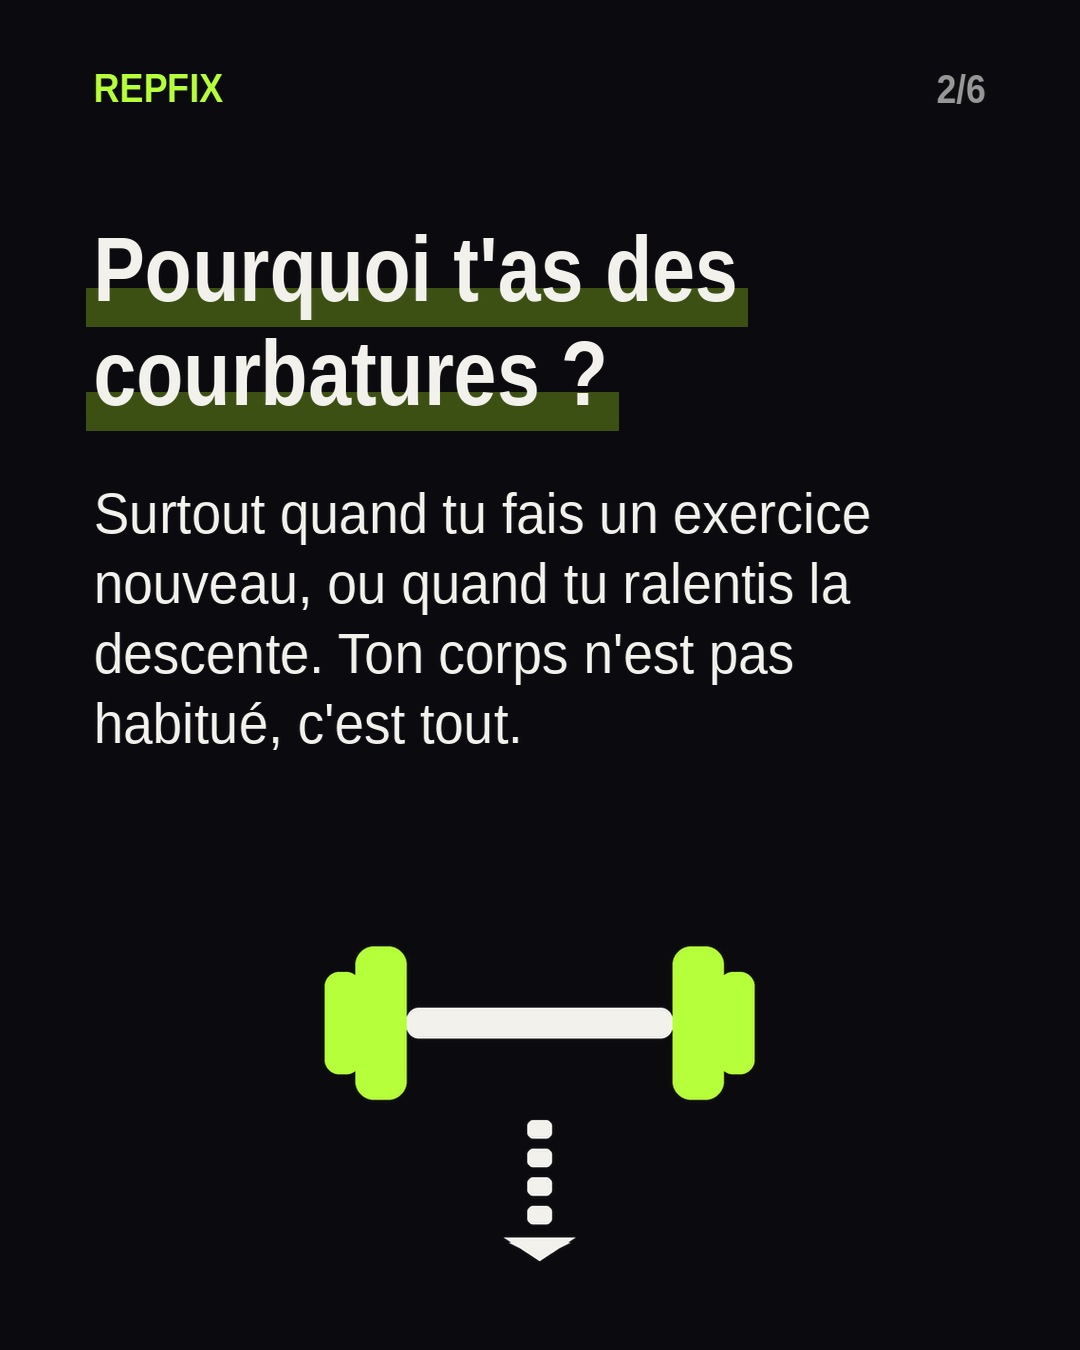 REPFIX
2/6
Pourquoi t'as des
courbatures ?
Surtout quand tu fais un exercice
nouveau, ou quand tu ralentis la
descente. Ton corps n'est pas
habitué, c'est tout.